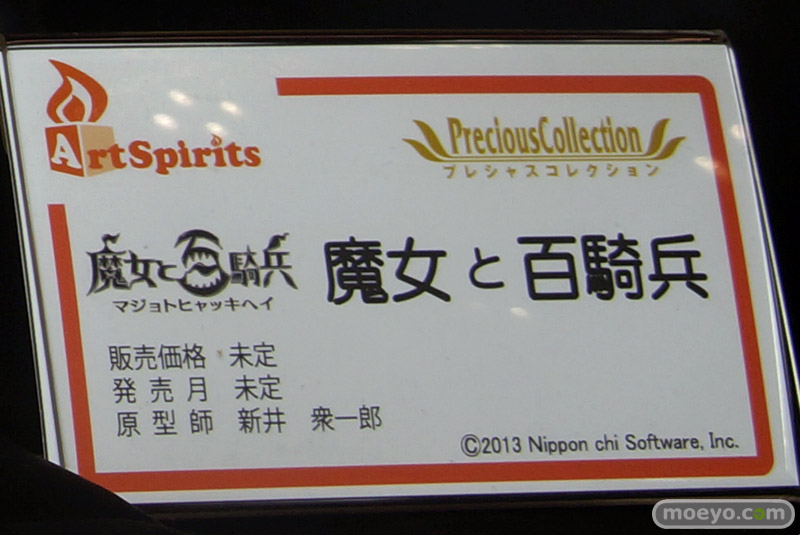 ArtSpirits
PreciousCollection
プレシャスコレクション
魔女と百騎兵
マジョトヒャッキヘイ
魔女と百騎兵
販売価格 未定
発売月 未定
原型師 新井 衆一郎
©2013 Nippon chi Software, Inc.
moeyo.com